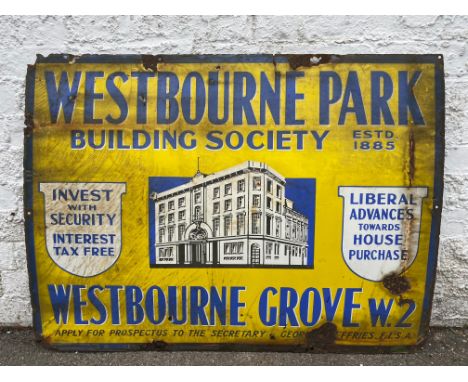 WESTBOURNE PARK
BUILDING SOCIETY ESTD.
1885
INVEST
WITH
SECURITY
INTEREST
TAX FREE
LIBERAL
ADVANCES
TOWARDS
HOUSE
PURCHASE
WESTBOURNE GROVE W.2
APPLY FOR PROSPECTUS TO THE SECRETARY F.I.S.A.